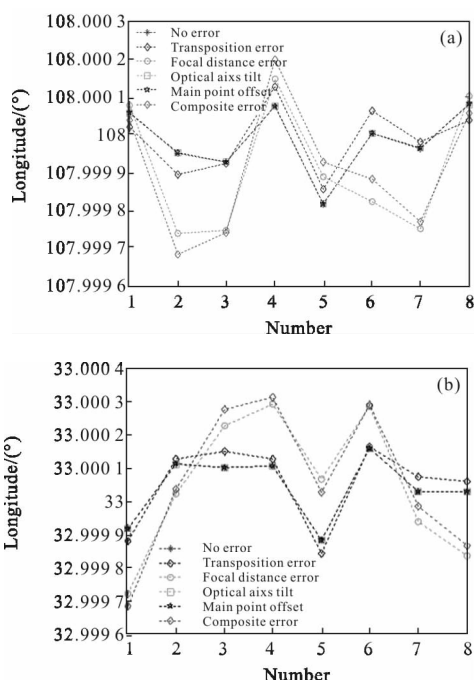 (a)
108.000 3
108.000 2
108.000 1
108
107.999 9
107.999 8
107.999 7
107.999 6
Longitude/(°)
No error
Transposition error
Focal distance error
Optical aixs tilt
Main point offset
Composite error
1 2 3 4 5 6 7 8
Number
(b)
33.000 4
33.000 3
33.000 2
33.000 1
33
32.999 9
32.999 8
32.999 7
32.999 6
Longitude/(°)
No error
Transposition error
Focal distance error
Optical aixs tilt
Main point offset
Composite error
1 2 3 4 5 6 7 8
Number